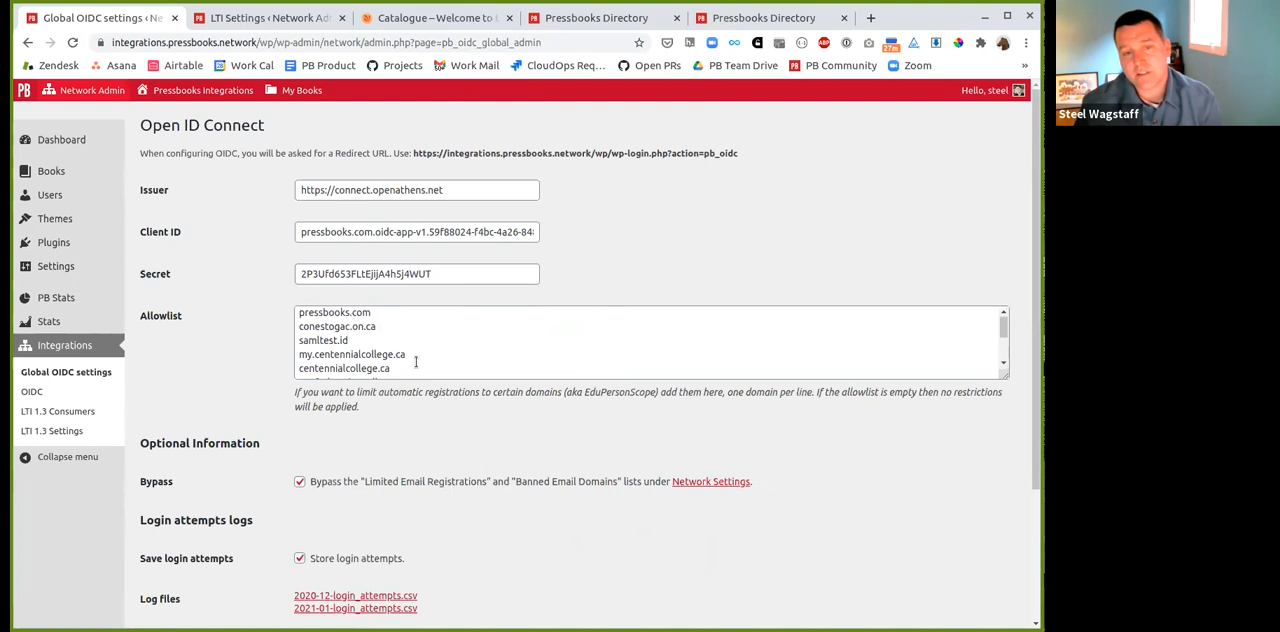 Global OIDC settings ‹ Ne
LTI Settings ‹ Network Ad
Catalogue – Welcome to
Pressbooks Directory
Pressbooks Directory
integrations.pressbooks.network/wp/wp-admin/network/admin.php?page=pb_oidc_global_admin
ABP
27m
Zendesk
Asana
Airtable
Work Cal
PB Product
Projects
Work Mail
CloudOps Req…
Open PRs
PB Team Drive
PB Community
Zoom
»
PB
Network Admin
Pressbooks Integrations
My Books
Hello, steel
Steel Wagstaff
Dashboard
Books
Users
Themes
Plugins
Settings
PB Stats
Stats
Integrations
Global OIDC settings
OIDC
LTI 1.3 Consumers
LTI 1.3 Settings
Collapse menu
Open ID Connect
When configuring OIDC, you will be asked for a Redirect URL. Use: https://integrations.pressbooks.network/wp/wp-login.php?action=pb_oidc
Issuer
https://connect.openathens.net
Client ID
pressbooks.com.oidc-app-v1.59f88024-f4bc-4a26-84
Secret
2P3Ufd653FLtEjijA4h5j4WUT
Allowlist
pressbooks.com
conestogac.on.ca
samltest.id
my.centennialcollege.ca
centennialcollege.ca
If you want to limit automatic registrations to certain domains (aka EduPersonScope) add them here, one domain per line. If the allowlist is empty then no restrictions
will be applied.
Optional Information
Bypass
Bypass the "Limited Email Registrations" and "Banned Email Domains" lists under Network Settings.
Login attempts logs
Save login attempts
Store login attempts.
Log files
2020-12-login_attempts.csv
2021-01-login_attempts.csv